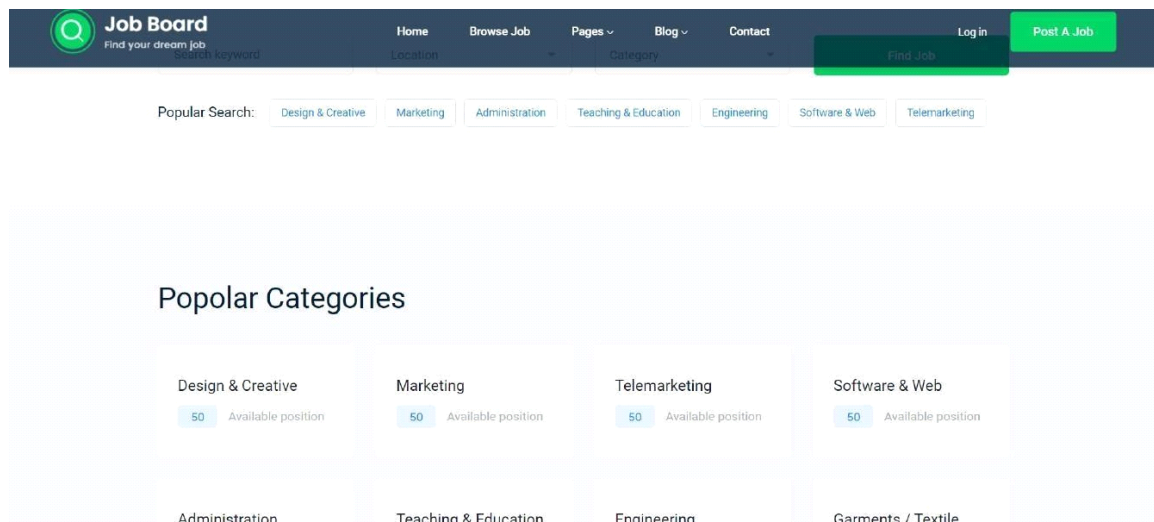 Job Board
Find your dream job
Home Browse Job Pages Blog Contact Log in Post A Job
Search keyword Location Category Find Job
Popular Search: Design & Creative Marketing Administration Teaching & Education Engineering Software & Web Telemarketing
Popolar Categories
Design & Creative Marketing Telemarketing Software & Web
50 Available position 50 Available position 50 Available position 50 Available position
Administration Teaching & Education Engineering Garments / Textile